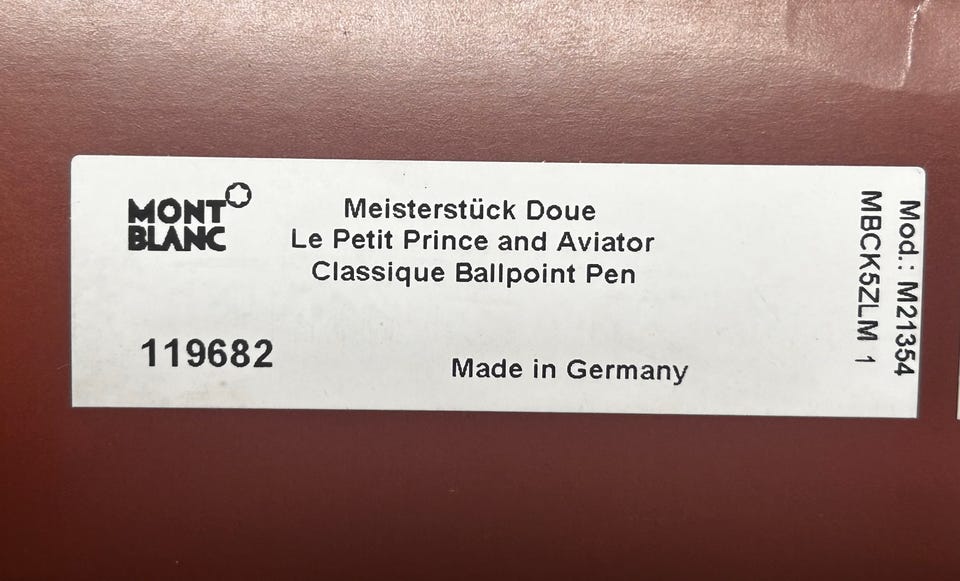 MONT
BLANC
Meisterstück Doue
Le Petit Prince and Aviator
Classique Ballpoint Pen
119682
Made in Germany
Mod.: M21354
MBCK5ZLM 1